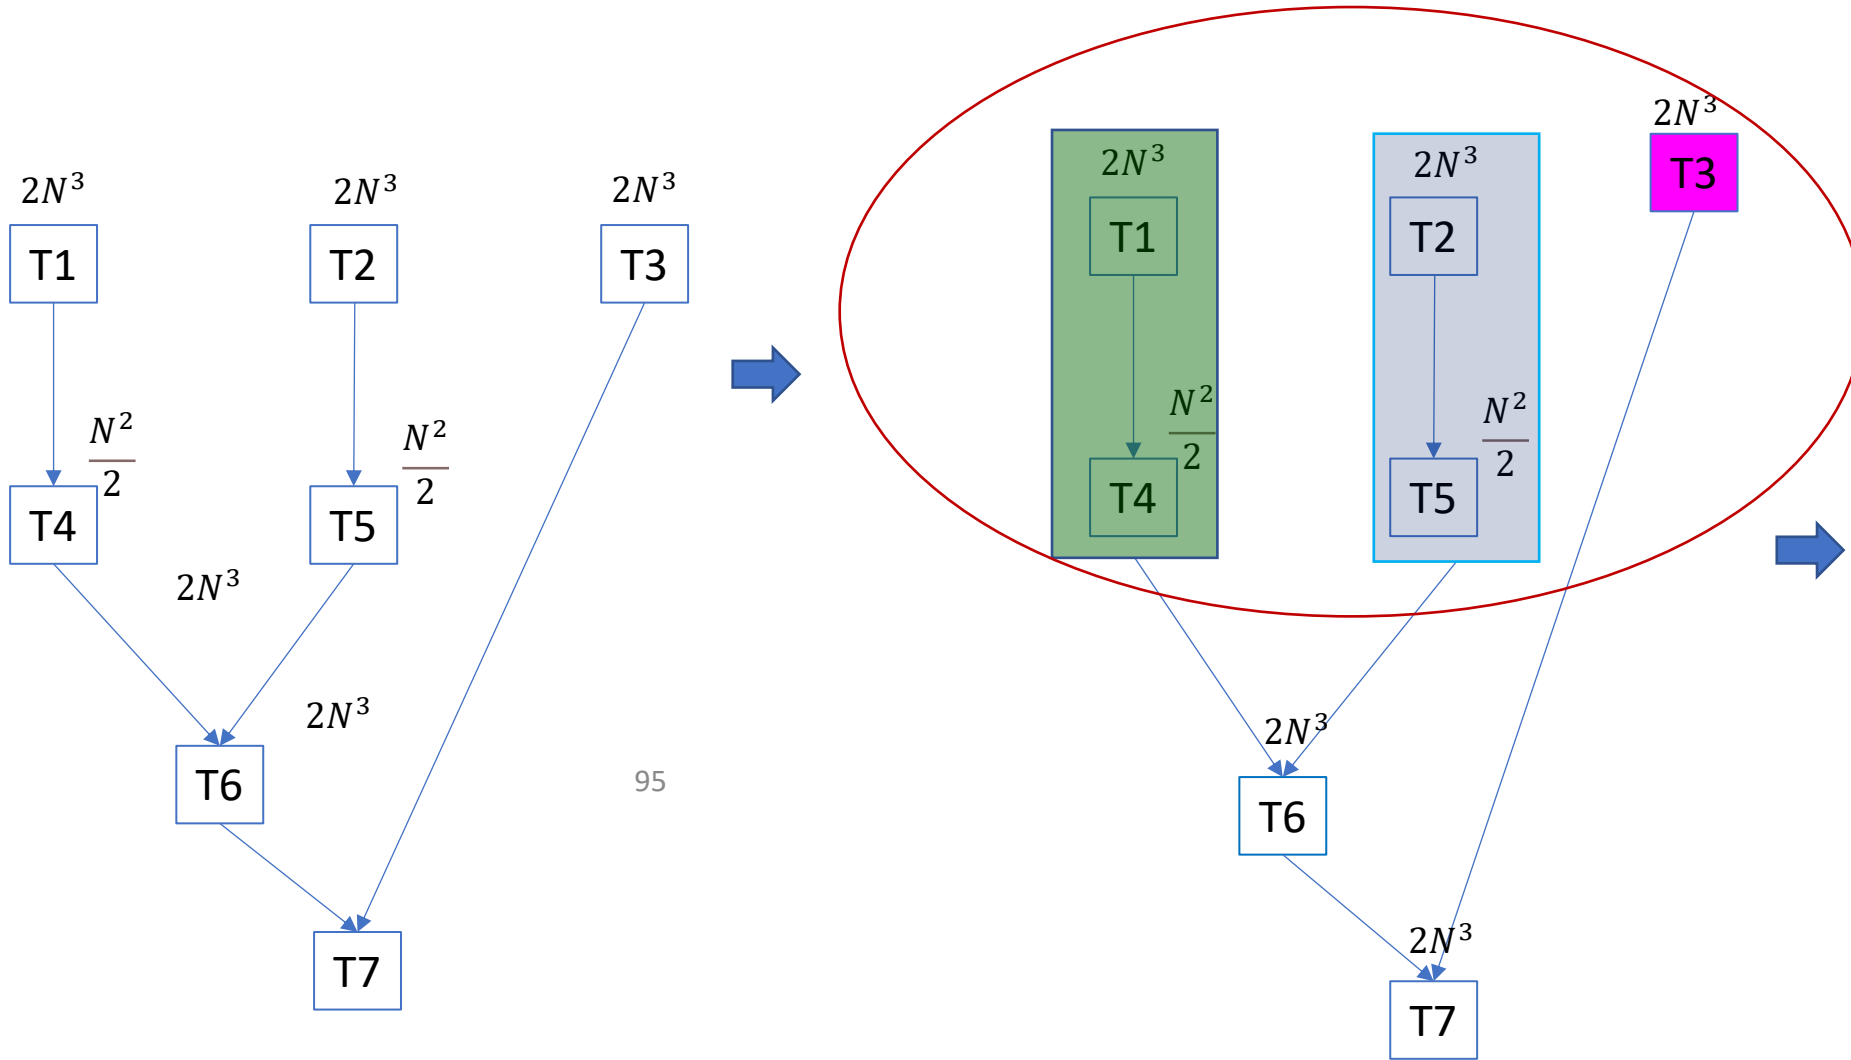 2N³ 2N³ 2N³
T1 T2 T3
N²/2 N²/2
T4 T5
2N³
2N³
T6
95
T7
2N³ 2N³ 2N³
T1 T2 T3
N²/2 N²/2
T4 T5
2N³
T6
2N³
T7